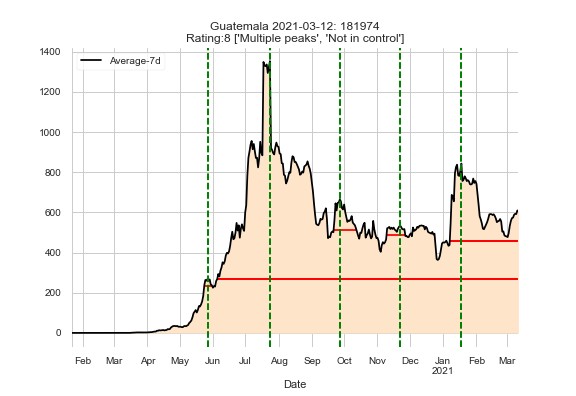 Guatemala 2021-03-12: 181974
Rating:8 ['Multiple peaks', 'Not in control']
Average-7d
1400
1200
1000
800
600
400
200
0
Feb Mar Apr May Jun Jul Aug Sep Oct Nov Dec Jan Feb Mar
2021
Date